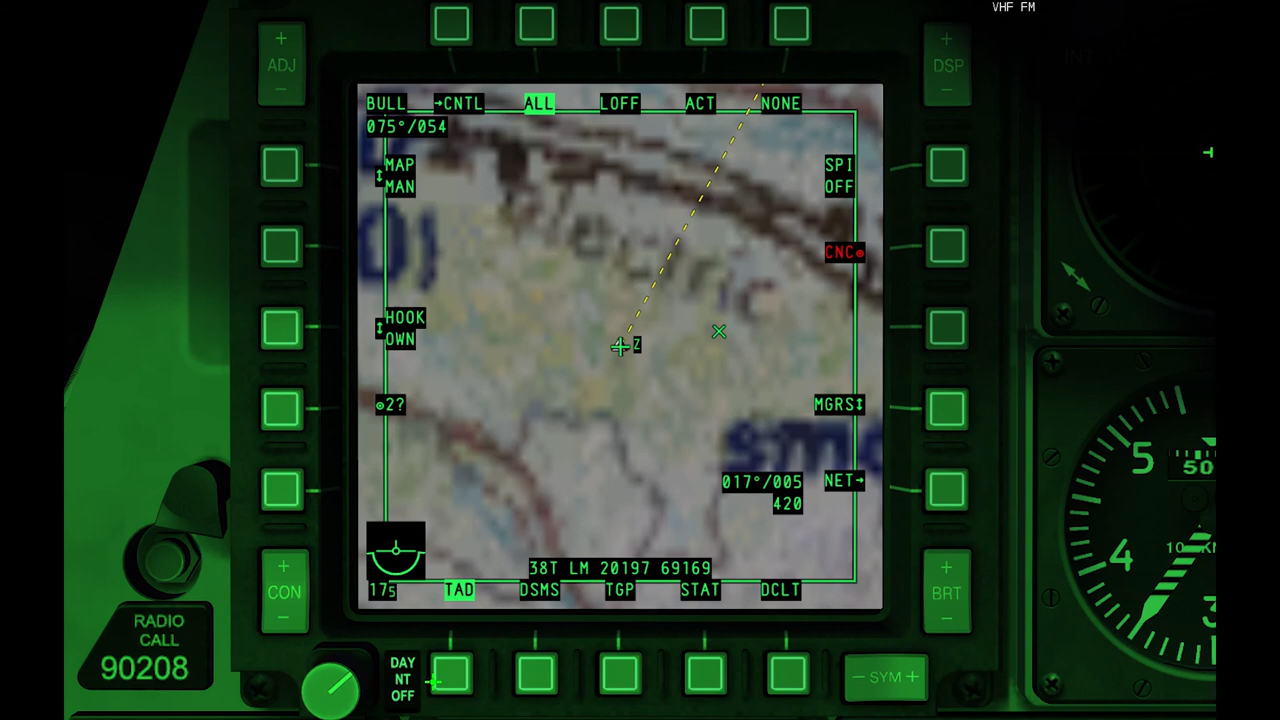 VHF FM
ADJ
DSP
BULL →CNTL ALL LOFF ACT NONE
075°/054
MAP
MAN
SPI
OFF
CNC
HOOK
OWN
Z
2?
MGRS↕
017°/005
420
NET→
38T LM 20197 69169
17s TAD DSMS TGP STAT DCLT
CON
BRT
RADIO
CALL
90208
DAY
NT
OFF
− SYM +
5
50
4
3